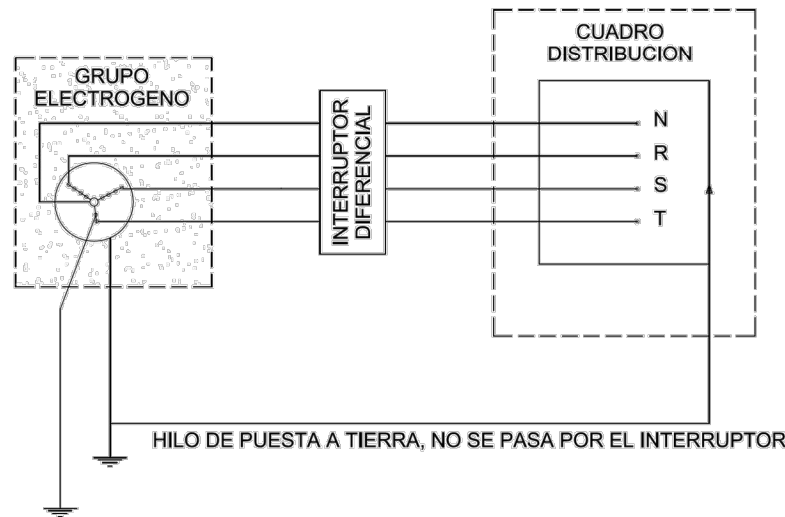 CUADRO
DISTRIBUCION
GRUPO
ELECTROGENO
INTERRUPTOR
DIFERENCIAL
N
R
S
T
HILO DE PUESTA A TIERRA, NO SE PASA POR EL INTERRUPTOR